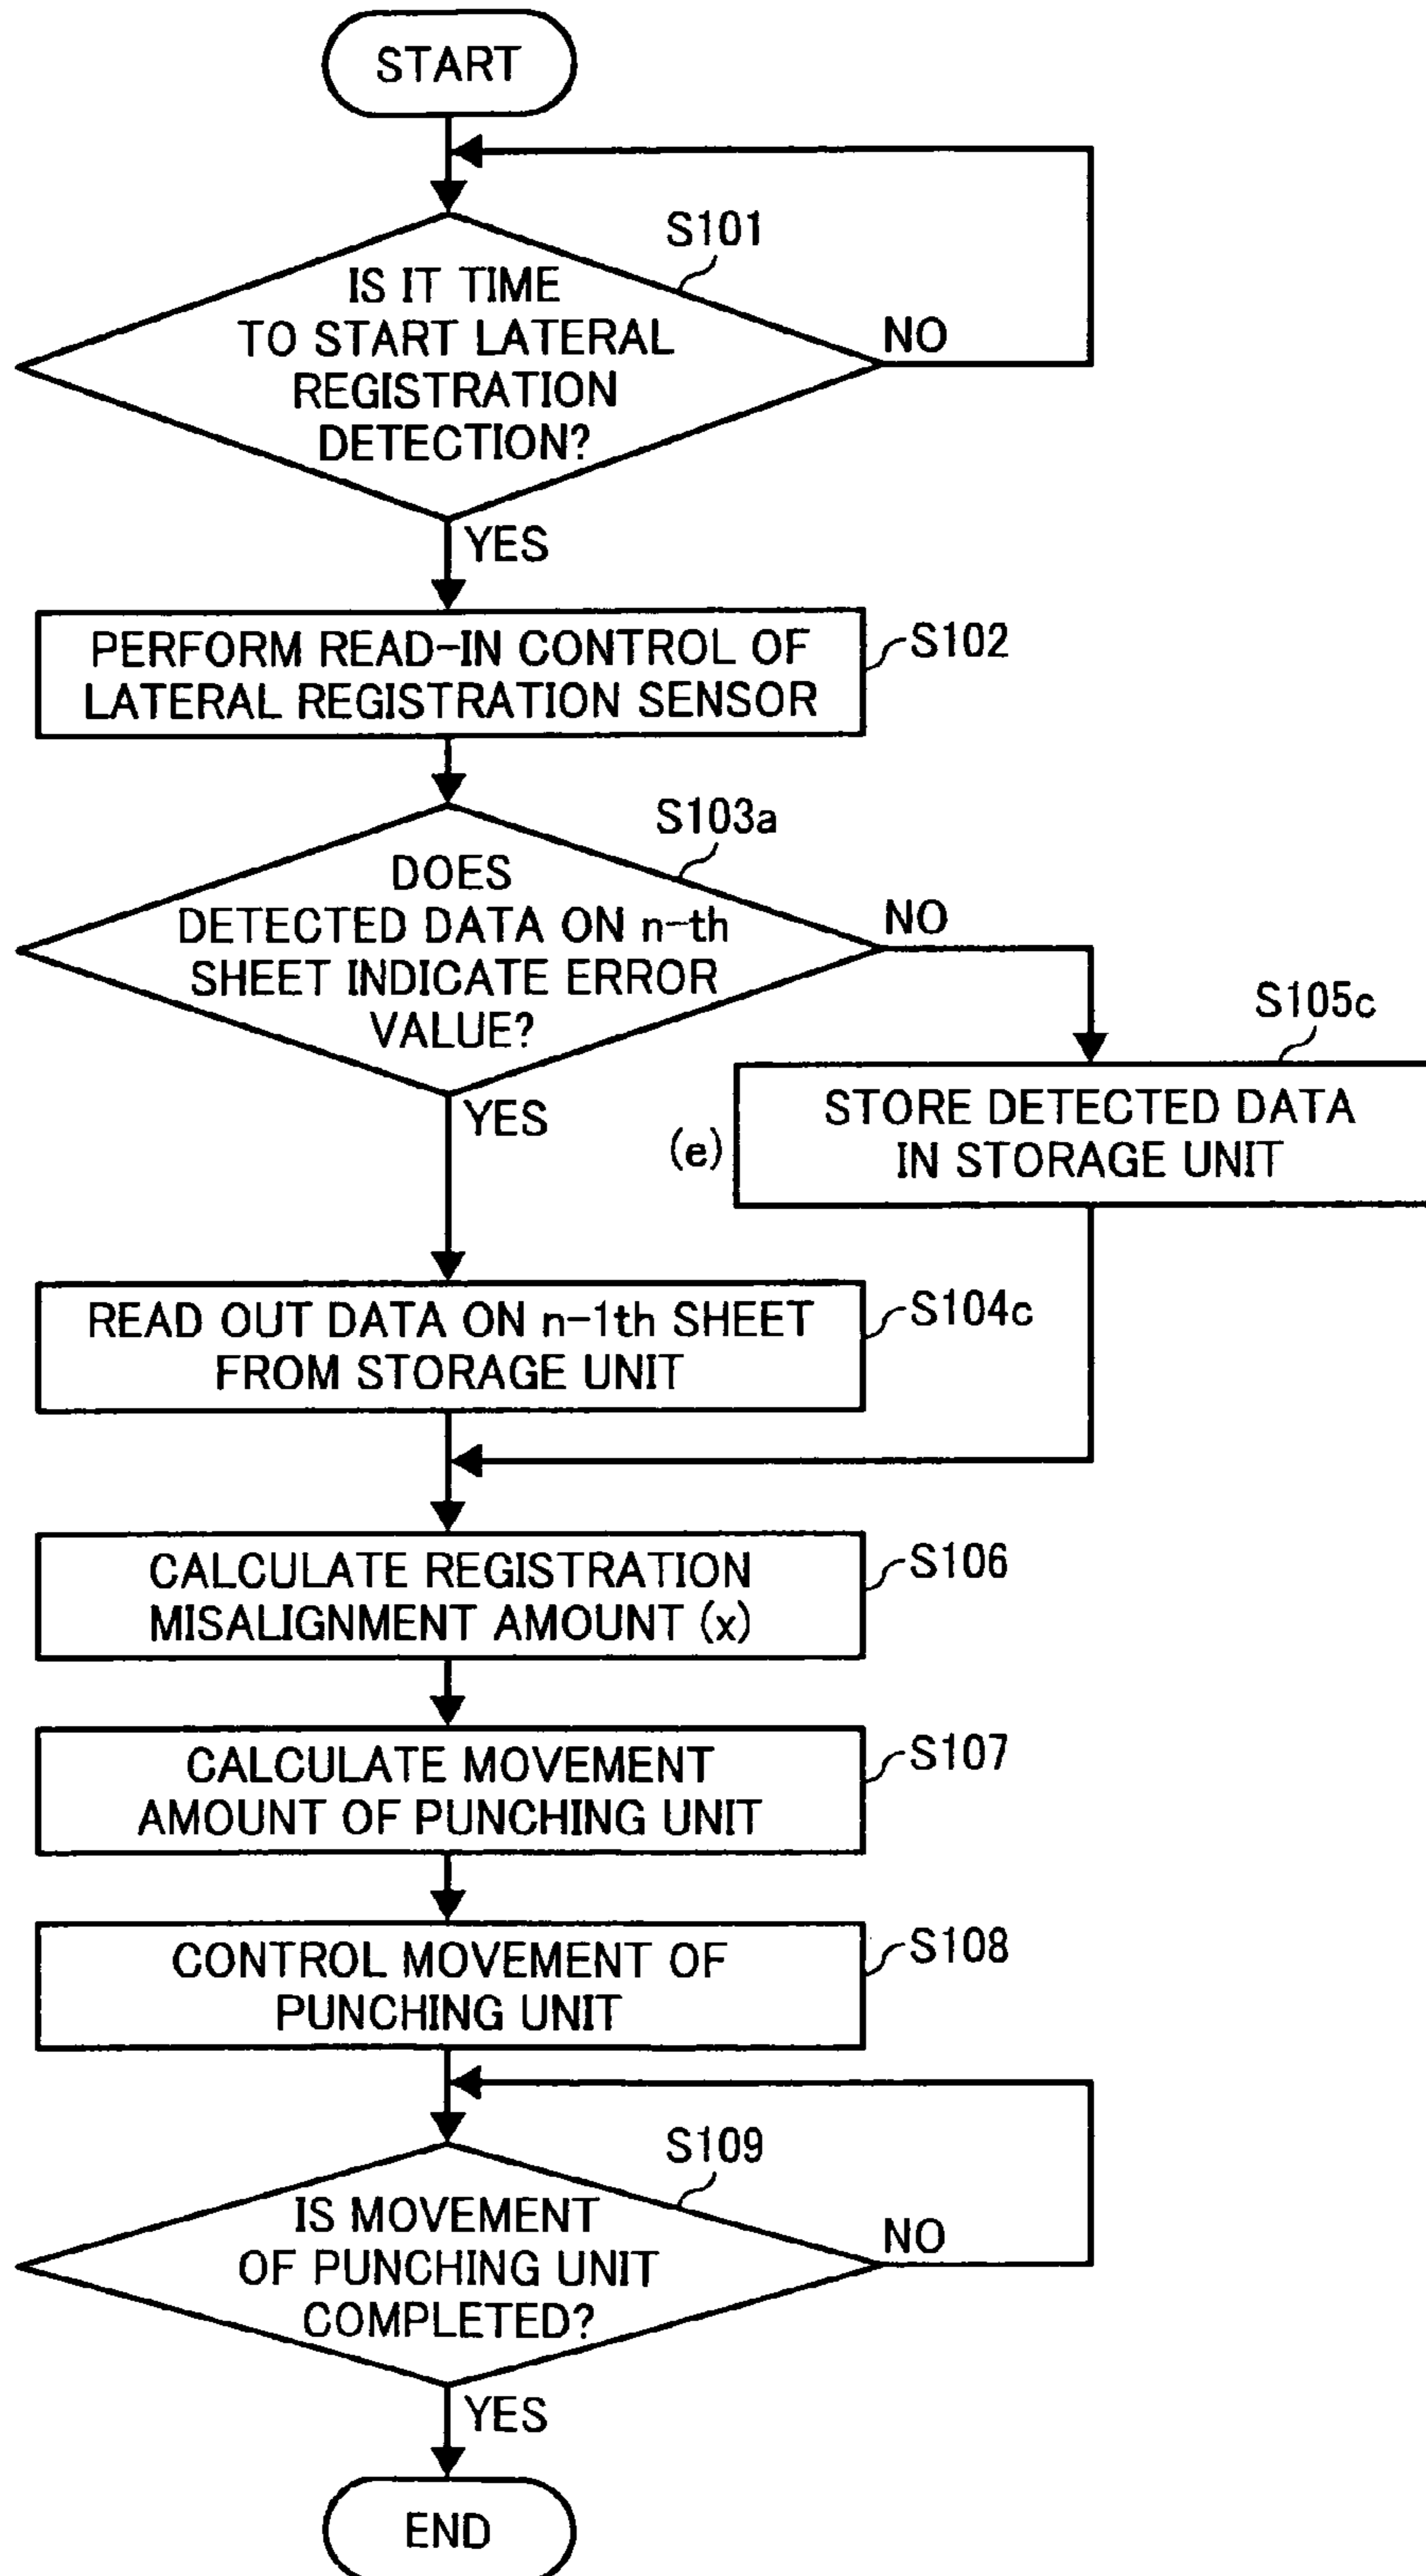 START
S101
IS IT TIME
TO START LATERAL
REGISTRATION
DETECTION?
NO
YES
PERFORM READ-IN CONTROL OF
LATERAL REGISTRATION SENSOR
S102
S103a
DOES
DETECTED DATA ON n-th
SHEET INDICATE ERROR
VALUE?
NO
YES
S105c
(e)
STORE DETECTED DATA
IN STORAGE UNIT
READ OUT DATA ON n-1th SHEET
FROM STORAGE UNIT
S104c
CALCULATE REGISTRATION
MISALIGNMENT AMOUNT (x)
S106
CALCULATE MOVEMENT
AMOUNT OF PUNCHING UNIT
S107
CONTROL MOVEMENT OF
PUNCHING UNIT
S108
S109
IS MOVEMENT
OF PUNCHING UNIT
COMPLETED?
NO
YES
END